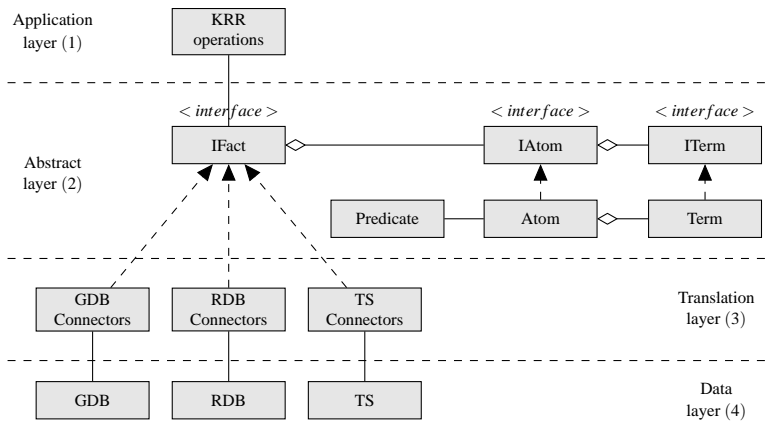 Application
layer (1)
KRR
operations
< interface >
< interface >
< interface >
IFact
IAtom
ITerm
Abstract
layer (2)
Predicate
Atom
Term
GDB
Connectors
RDB
Connectors
TS
Connectors
Translation
layer (3)
GDB
RDB
TS
Data
layer (4)